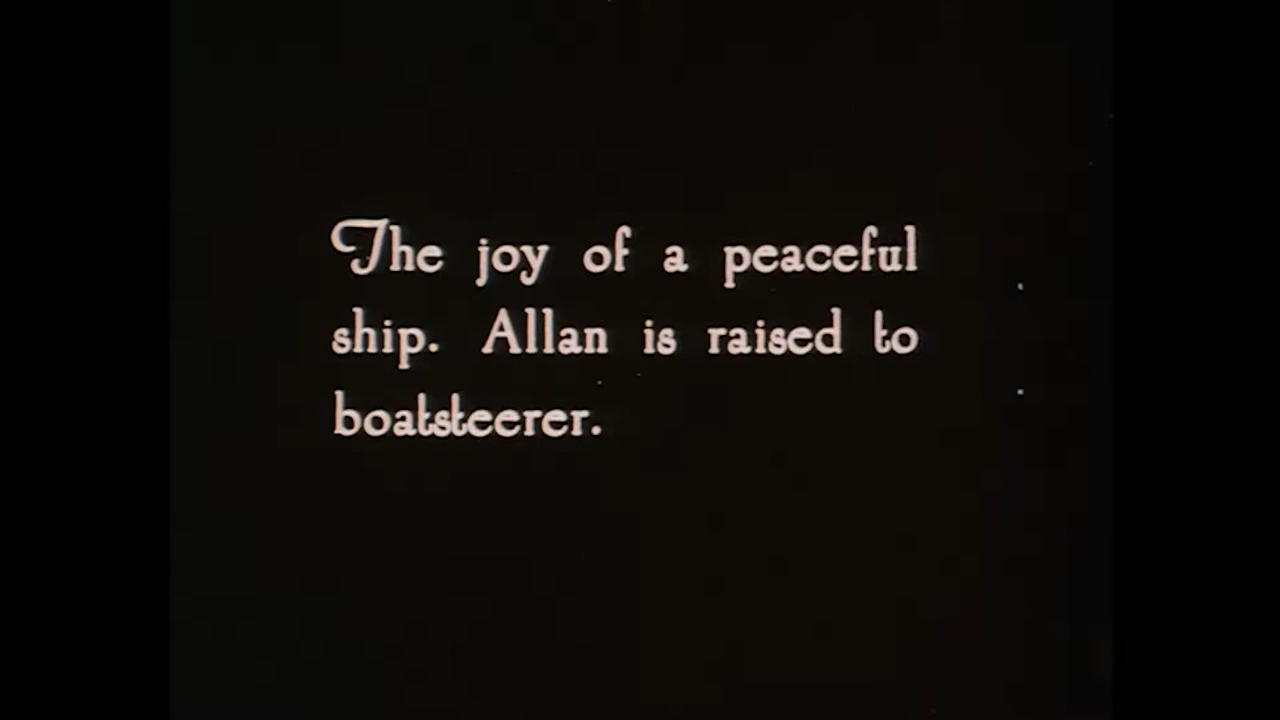 The joy of a peaceful
ship. Allan is raised to
boatsteerer.